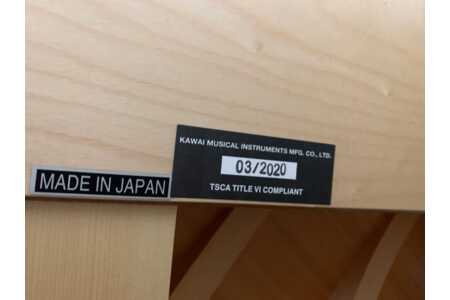 KAWAI MUSICAL INSTRUMENTS MFG. CO., LTD.
03/2020
TSCA TITLE VI COMPLIANT
MADE IN JAPAN